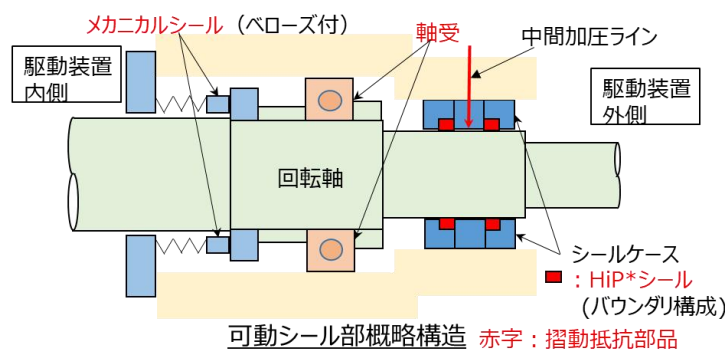 メカニカルシール（ベローズ付）
軸受
中間加圧ライン
駆動装置
内側
駆動装置
外側
回転軸
シールケース
：HiP*シール
(バウンダリ構成)
可動シール部概略構造 赤字：摺動抵抗部品